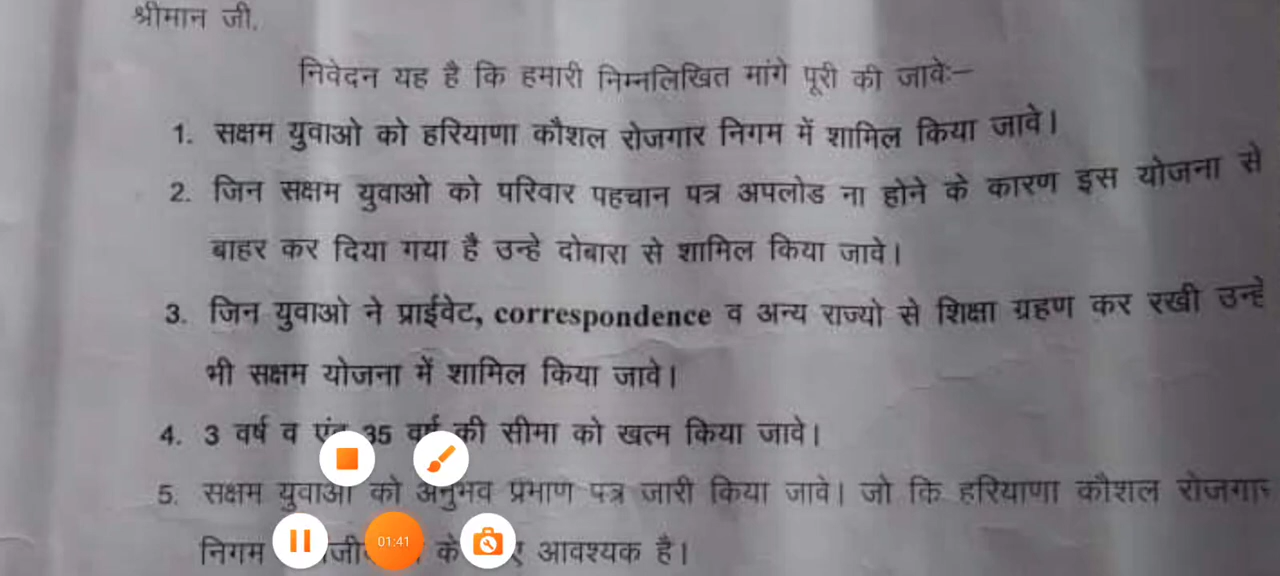 श्रीमान जी,
निवेदन यह है कि हमारी निम्नलिखित मांगे पूरी की जावेः–
1. सक्षम युवाओ को हरियाणा कौशल रोजगार निगम में शामिल किया जावे।
2. जिन सक्षम युवाओ को परिवार पहचान पत्र अपलोड ना होने के कारण इस योजना से
बाहर कर दिया गया है उन्हे दोबारा से शामिल किया जावे।
3. जिन युवाओ ने प्राईवेट, correspondence व अन्य राज्यो से शिक्षा ग्रहण कर रखी उन्हे
भी सक्षम योजना में शामिल किया जावे।
4. 3 वर्ष व 35 वर्ष की सीमा को खत्म किया जावे।
5. सक्षम युवाओ को अनुभव प्रमाण पत्र जारी किया जावे। जो कि हरियाणा कौशल रोजगार
निगम के आवश्यक है।
01:41